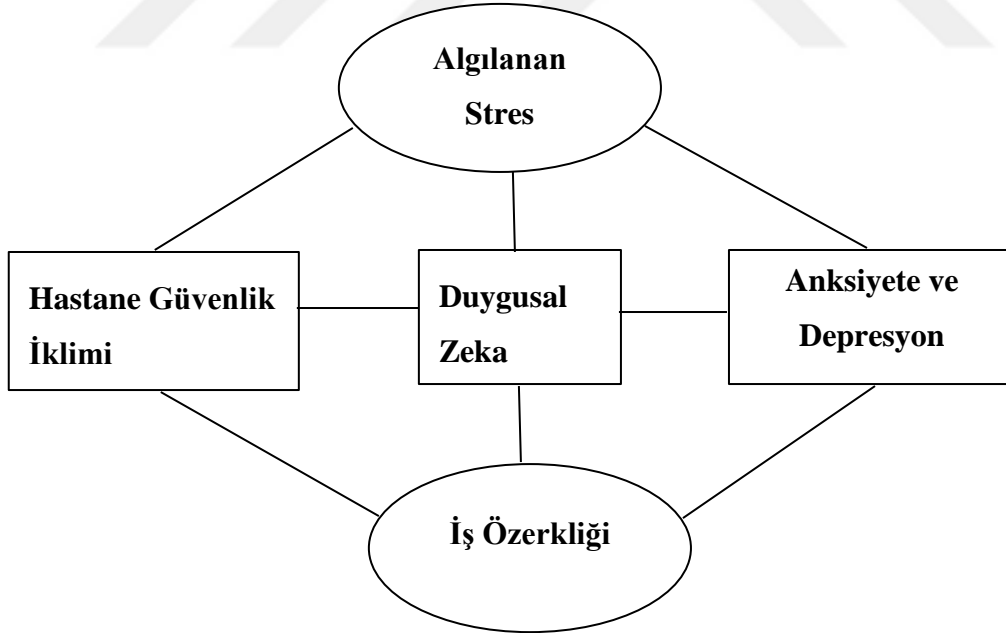 Algılanan
Stres
Hastane Güvenlik
İklimi
Duygusal
Zeka
Anksiyete ve
Depresyon
İş Özerkliği